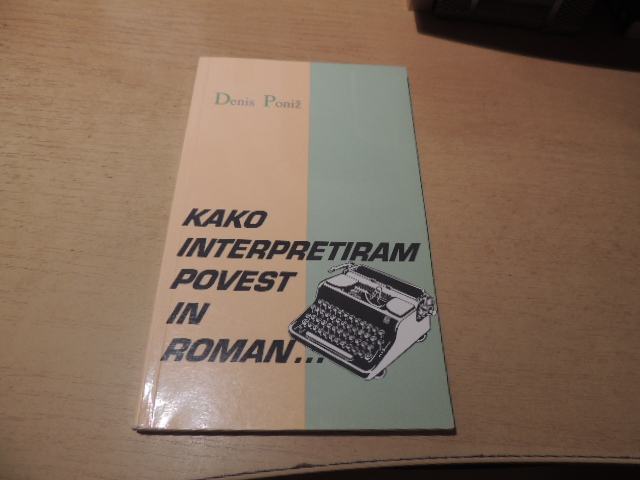 Denis Poniž
KAKO
INTERPRETIRAM
POVEST
IN
ROMAN...